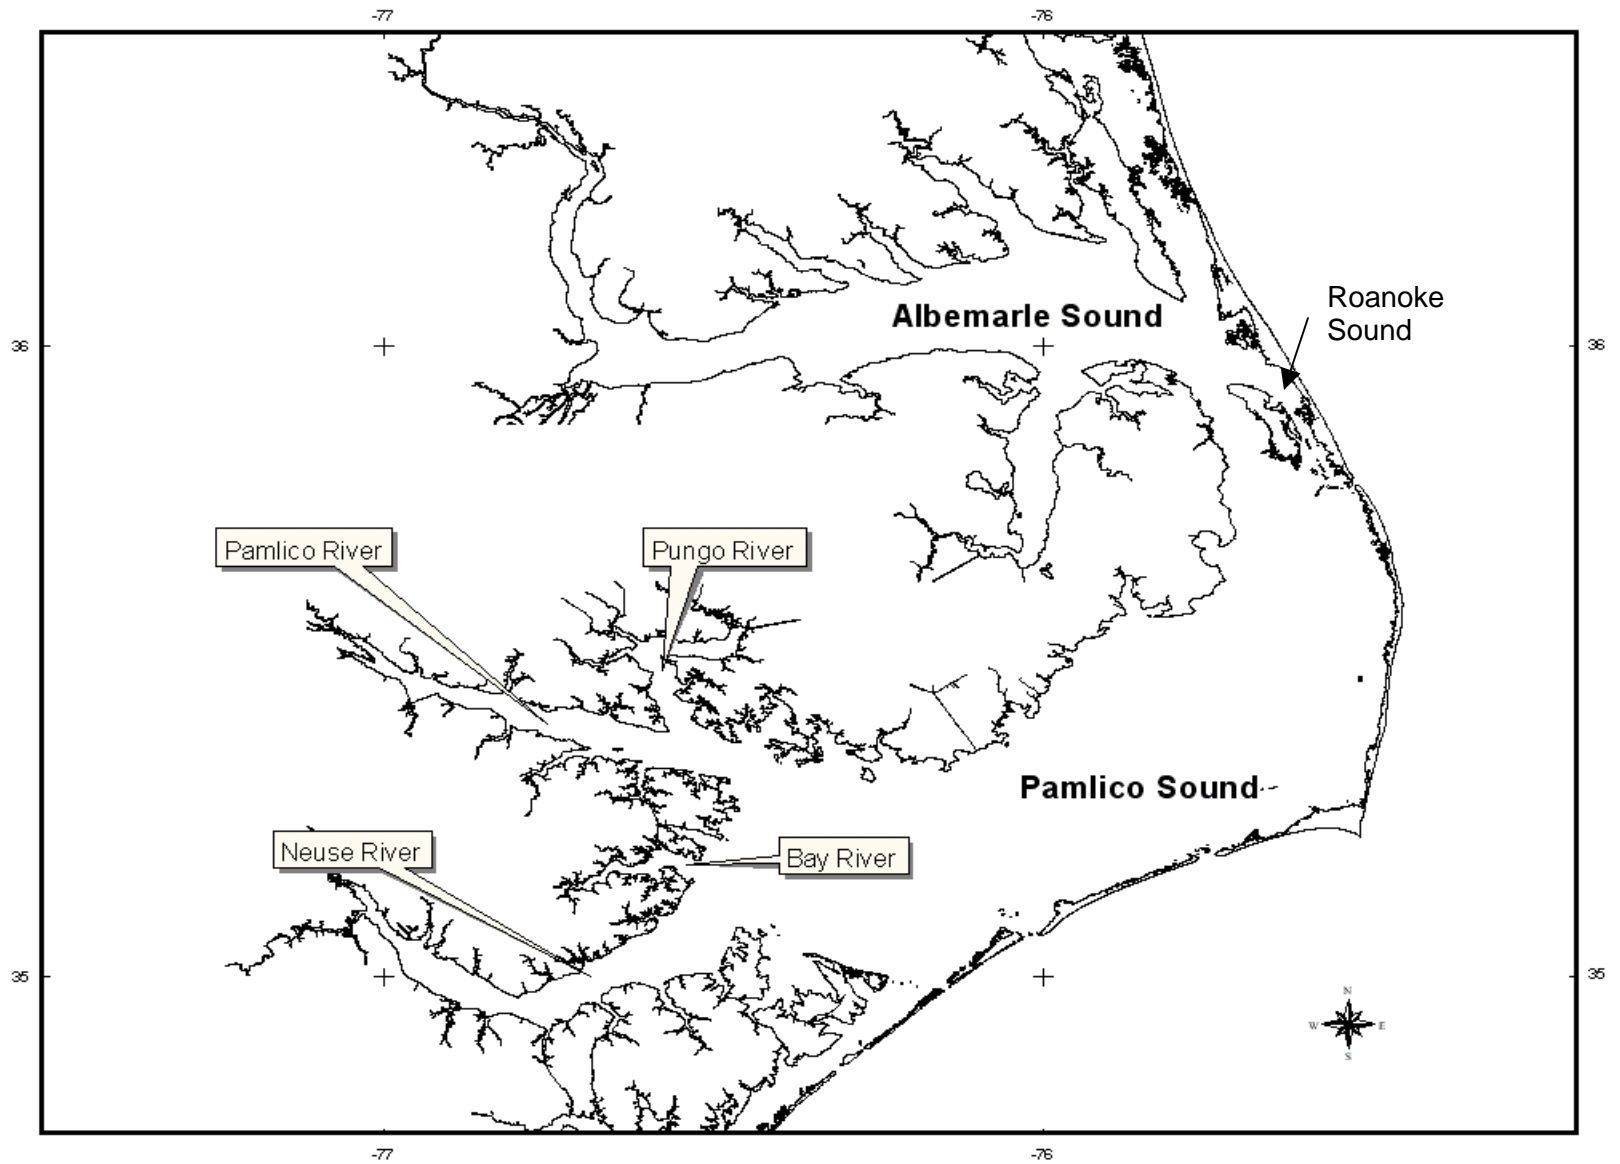 -77
-76
Roanoke
Sound
Albemarle Sound
36
36
Pamlico River
Pungo River
Pamlico Sound
Neuse River
Bay River
35
35
N
W
E
S
-77
-76